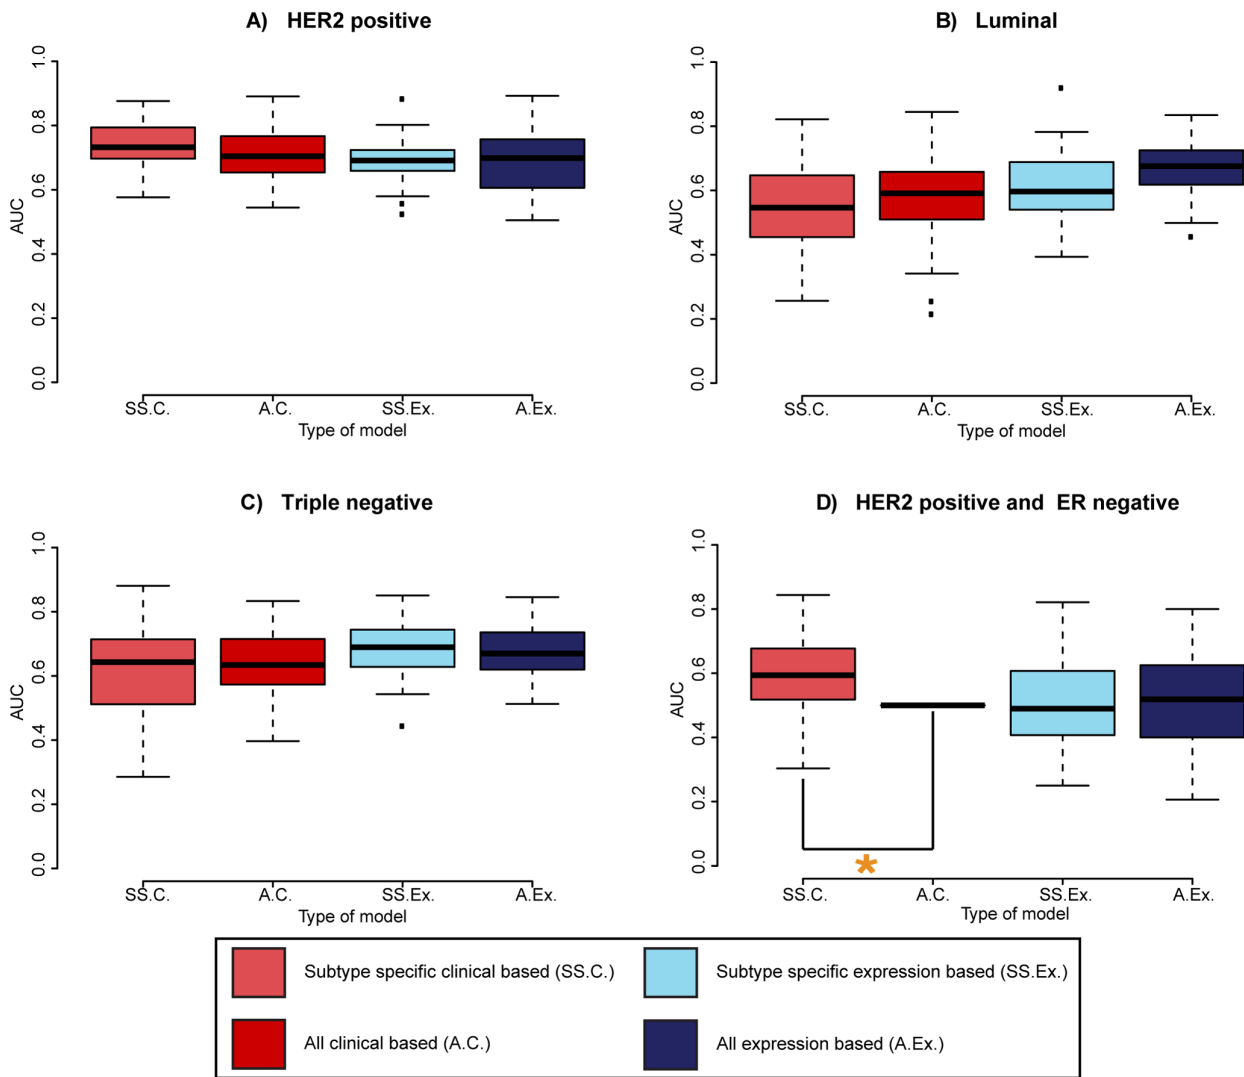 A) HER2 positive
AUC
0.0 0.2 0.4 0.6 0.8 1.0
SS.C. A.C. SS.Ex. A.Ex.
Type of model
B) Luminal
AUC
0.0 0.2 0.4 0.6 0.8 1.0
SS.C. A.C. SS.Ex. A.Ex.
Type of model
C) Triple negative
AUC
0.0 0.2 0.4 0.6 0.8 1.0
SS.C. A.C. SS.Ex. A.Ex.
Type of model
D) HER2 positive and ER negative
AUC
0.0 0.2 0.4 0.6 0.8 1.0
*
SS.C. A.C. SS.Ex. A.Ex.
Type of model
Subtype specific clinical based (SS.C.)
Subtype specific expression based (SS.Ex.)
All clinical based (A.C.)
All expression based (A.Ex.)